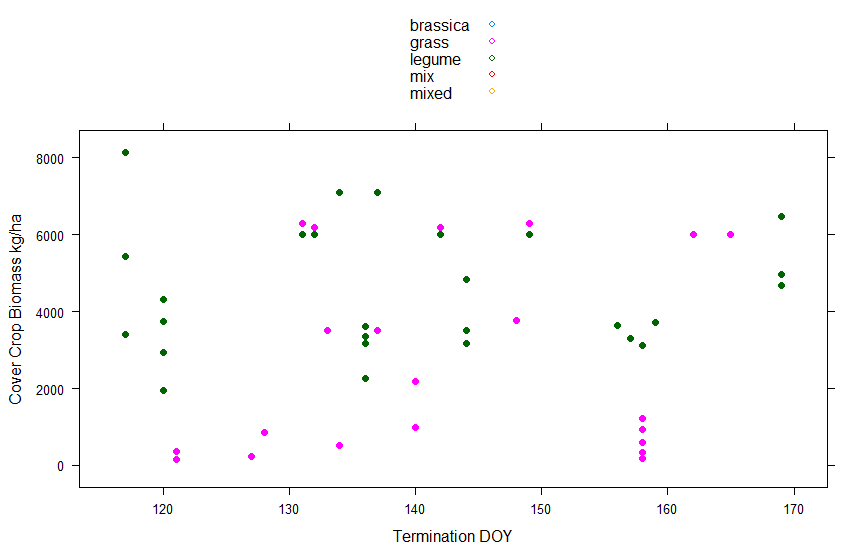 brassica
grass
legume
mix
mixed
8000
6000
4000
2000
0
Cover Crop Biomass kg/ha
120 130 140 150 160 170
Termination DOY